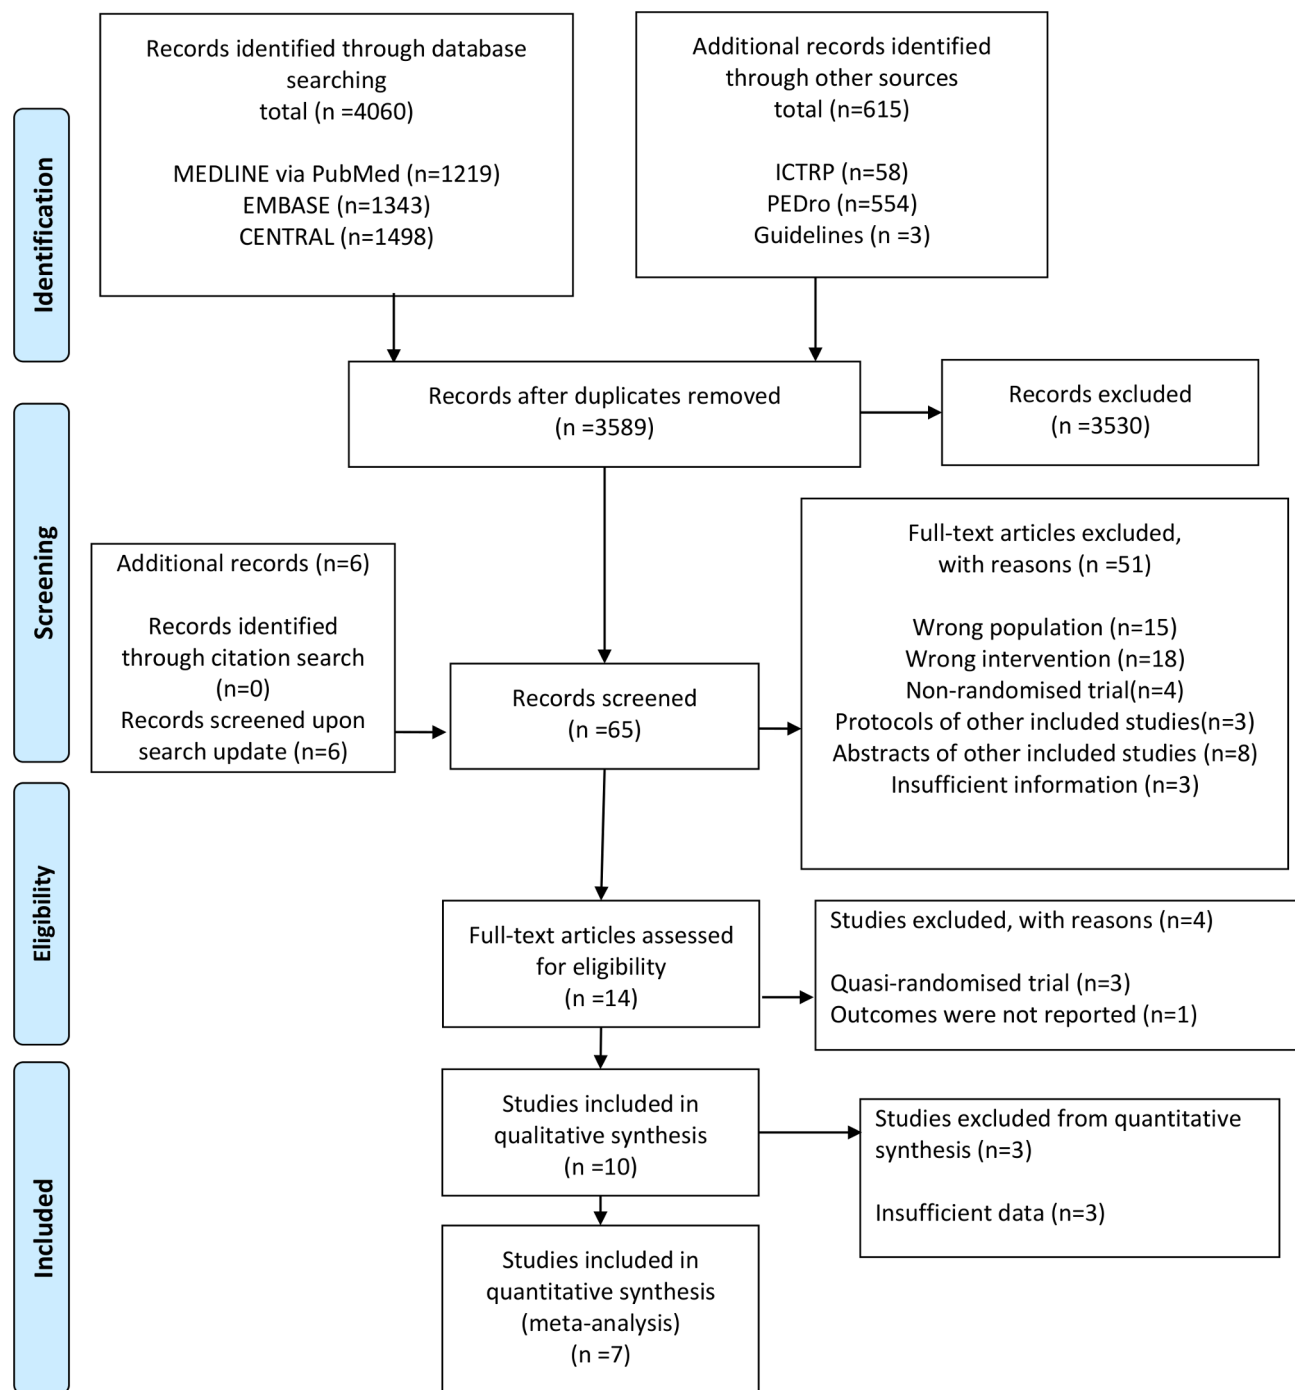 Records identified through database
searching
total (n =4060)
MEDLINE via PubMed (n=1219)
EMBASE (n=1343)
CENTRAL (n=1498)
Additional records identified
through other sources
total (n=615)
ICTRP (n=58)
PEDro (n=554)
Guidelines (n =3)
Identification
Records after duplicates removed
(n =3589)
Records excluded
(n =3530)
Screening
Additional records (n=6)
Records identified
through citation search
(n=0)
Records screened upon
search update (n=6)
Records screened
(n =65)
Full-text articles excluded,
with reasons (n =51)
Wrong population (n=15)
Wrong intervention (n=18)
Non-randomised trial(n=4)
Protocols of other included studies(n=3)
Abstracts of other included studies (n=8)
Insufficient information (n=3)
Eligibility
Full-text articles assessed
for eligibility
(n =14)
Studies excluded, with reasons (n=4)
Quasi-randomised trial (n=3)
Outcomes were not reported (n=1)
Included
Studies included in
qualitative synthesis
(n =10)
Studies excluded from quantitative
synthesis (n=3)
Insufficient data (n=3)
Studies included in
quantitative synthesis
(meta-analysis)
(n =7)